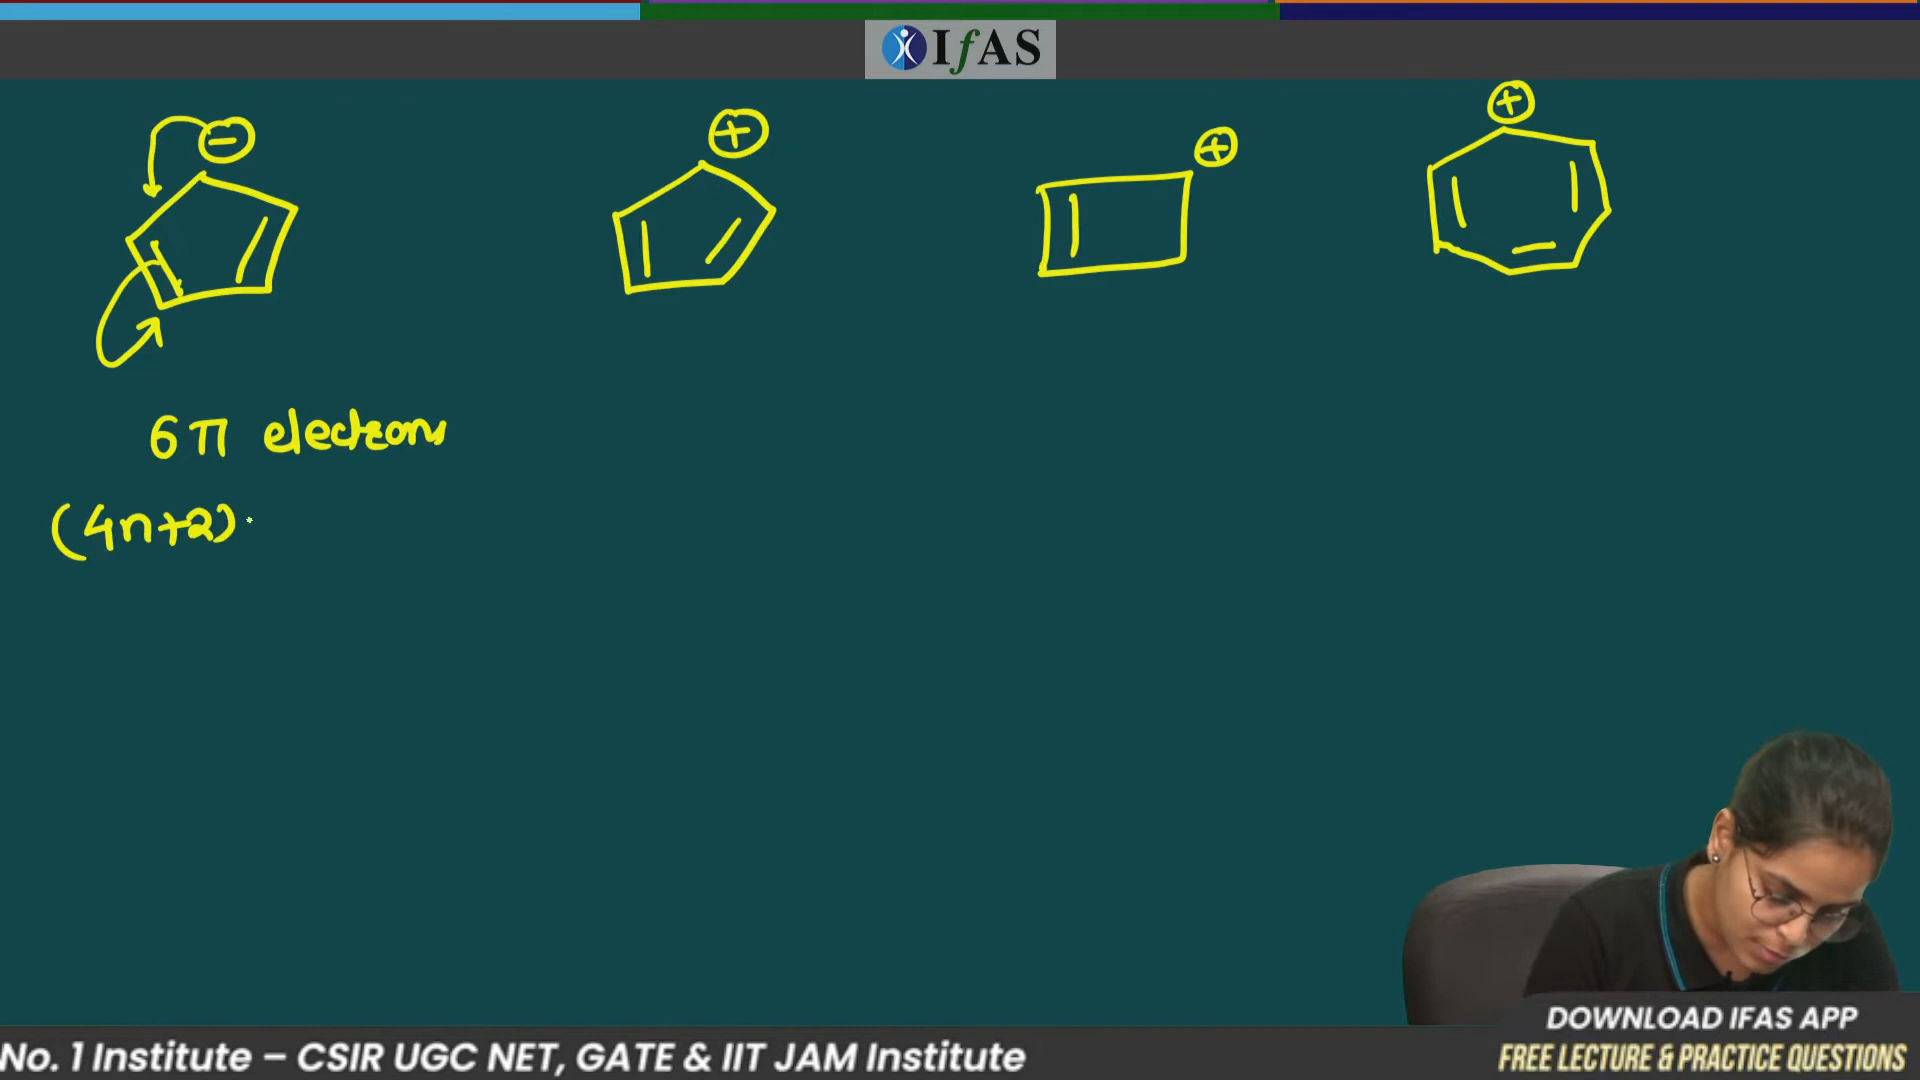 IfAS
6π electrons
(4n+2)
DOWNLOAD IFAS APP
No. 1 Institute – CSIR UGC NET, GATE & IIT JAM Institute
FREE LECTURE & PRACTICE QUESTIONS